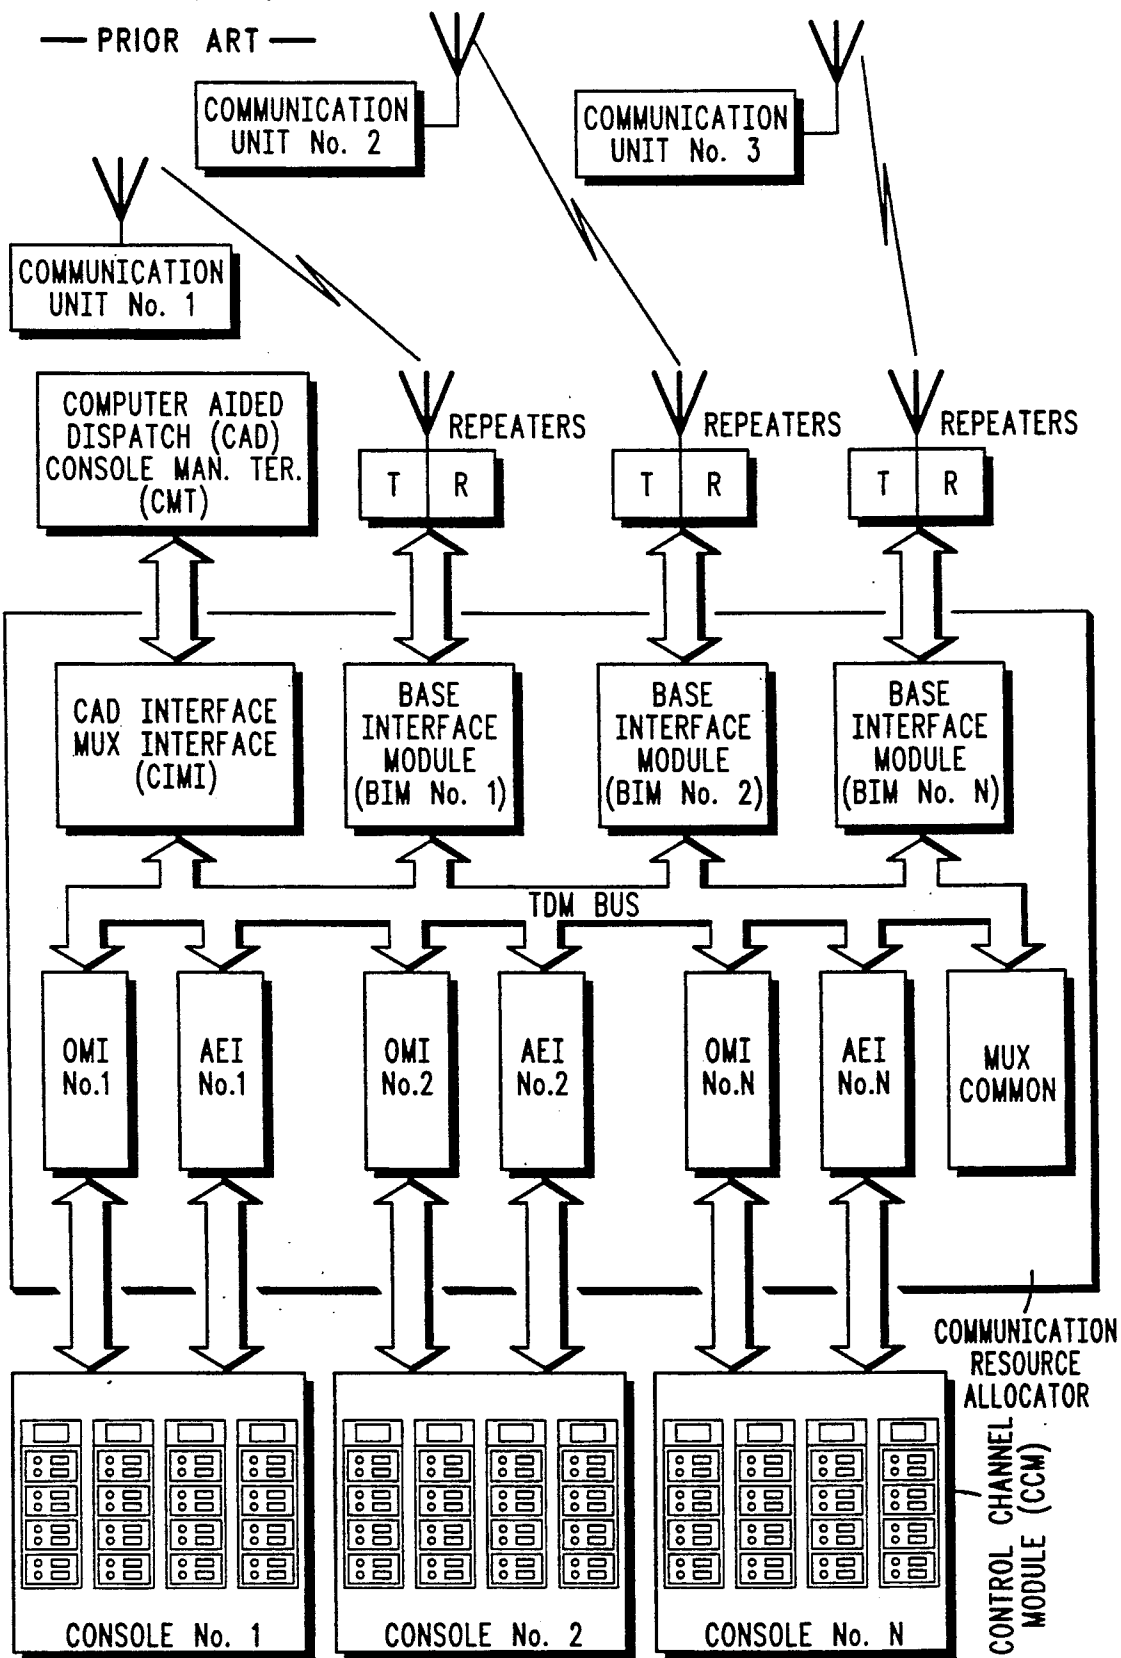 PRIOR ART
COMMUNICATION
UNIT No. 2
COMMUNICATION
UNIT No. 3
COMMUNICATION
UNIT No. 1
COMPUTER AIDED
DISPATCH (CAD)
CONSOLE MAN. TER.
(CMT)
REPEATERS
T R
REPEATERS
T R
REPEATERS
T R
CAD INTERFACE
MUX INTERFACE
(CIMI)
BASE
INTERFACE
MODULE
(BIM No. 1)
BASE
INTERFACE
MODULE
(BIM No. 2)
BASE
INTERFACE
MODULE
(BIM No. N)
TDM BUS
OMI
No.1
AEI
No.1
OMI
No.2
AEI
No.2
OMI
No.N
AEI
No.N
MUX
COMMON
COMMUNICATION
RESOURCE
ALLOCATOR
CONTROL CHANNEL
MODULE (CCM)
CONSOLE No. 1
CONSOLE No. 2
CONSOLE No. N